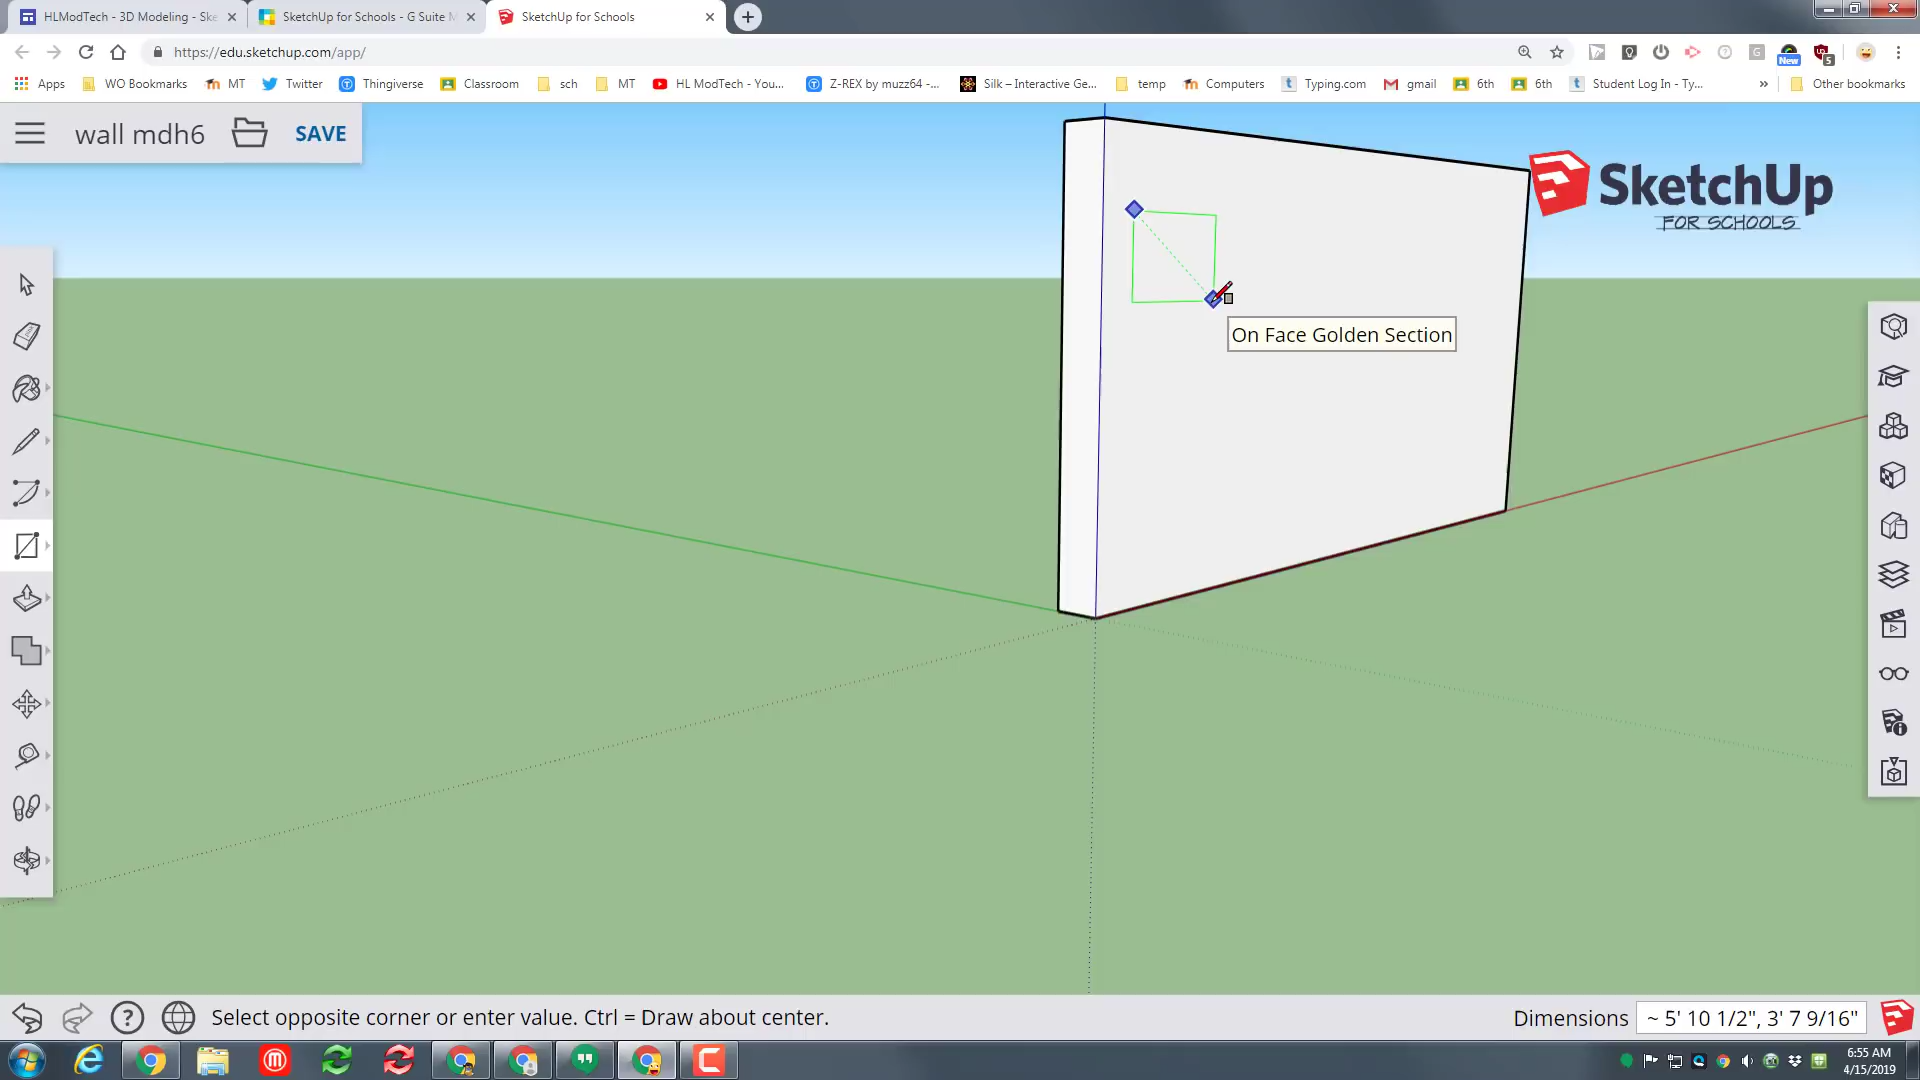 HLModTech - 3D Modeling - Ske
SketchUp for Schools - G Suite M
SketchUp for Schools
https://edu.sketchup.com/app/
New
5
Apps
WO Bookmarks
MT
Twitter
Thingiverse
Classroom
sch
MT
HL ModTech - You...
Z-REX by muzz64 -...
Silk – Interactive Ge...
temp
Computers
Typing.com
gmail
6th
6th
Student Log In - Ty...
»
Other bookmarks
wall mdh6
SAVE
SketchUp
FOR SCHOOLS
On Face Golden Section
Select opposite corner or enter value. Ctrl = Draw about center.
Dimensions
~ 5' 10 1/2", 3' 7 9/16"
6:55 AM
4/15/2019